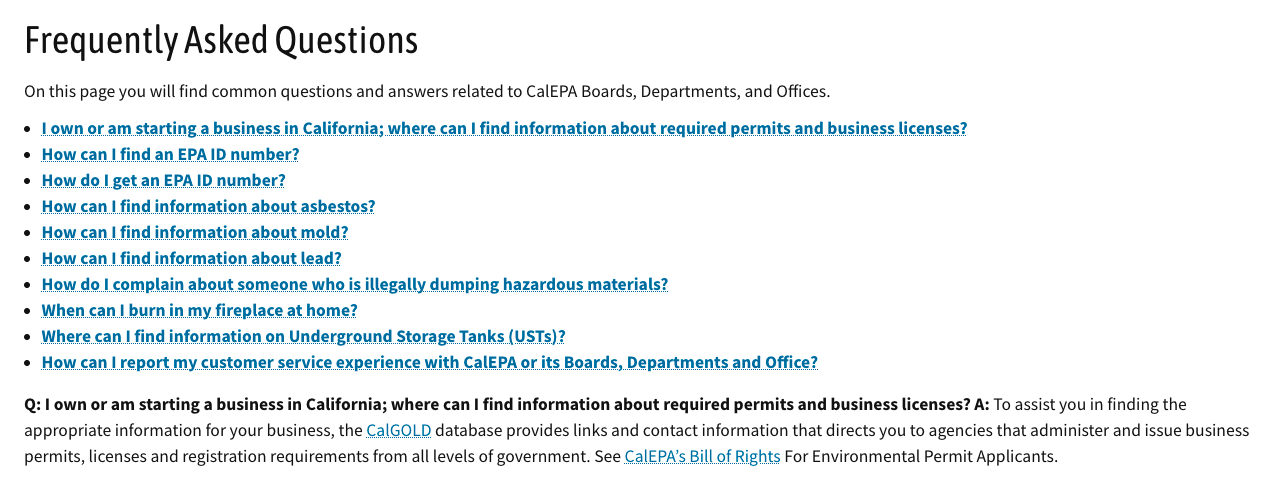 Frequently Asked Questions
On this page you will find common questions and answers related to CalEPA Boards, Departments, and Offices.
• I own or am starting a business in California; where can I find information about required permits and business licenses?
• How can I find an EPA ID number?
• How do I get an EPA ID number?
• How can I find information about asbestos?
• How can I find information about mold?
• How can I find information about lead?
• How do I complain about someone who is illegally dumping hazardous materials?
• When can I burn in my fireplace at home?
• Where can I find information on Underground Storage Tanks (USTs)?
• How can I report my customer service experience with CalEPA or its Boards, Departments and Office?
Q: I own or am starting a business in California; where can I find information about required permits and business licenses? A: To assist you in finding the
appropriate information for your business, the CalGOLD database provides links and contact information that directs you to agencies that administer and issue business
permits, licenses and registration requirements from all levels of government. See CalEPA’s Bill of Rights For Environmental Permit Applicants.